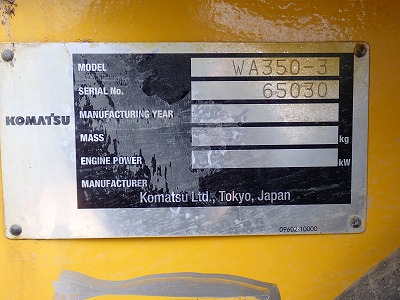 KOMATSU
MODEL WA350-3
SERIAL No. 65030
MANUFACTURING YEAR
MASS kg
ENGINE POWER kW
MANUFACTURER
Komatsu Ltd., Tokyo, Japan
09602-10000